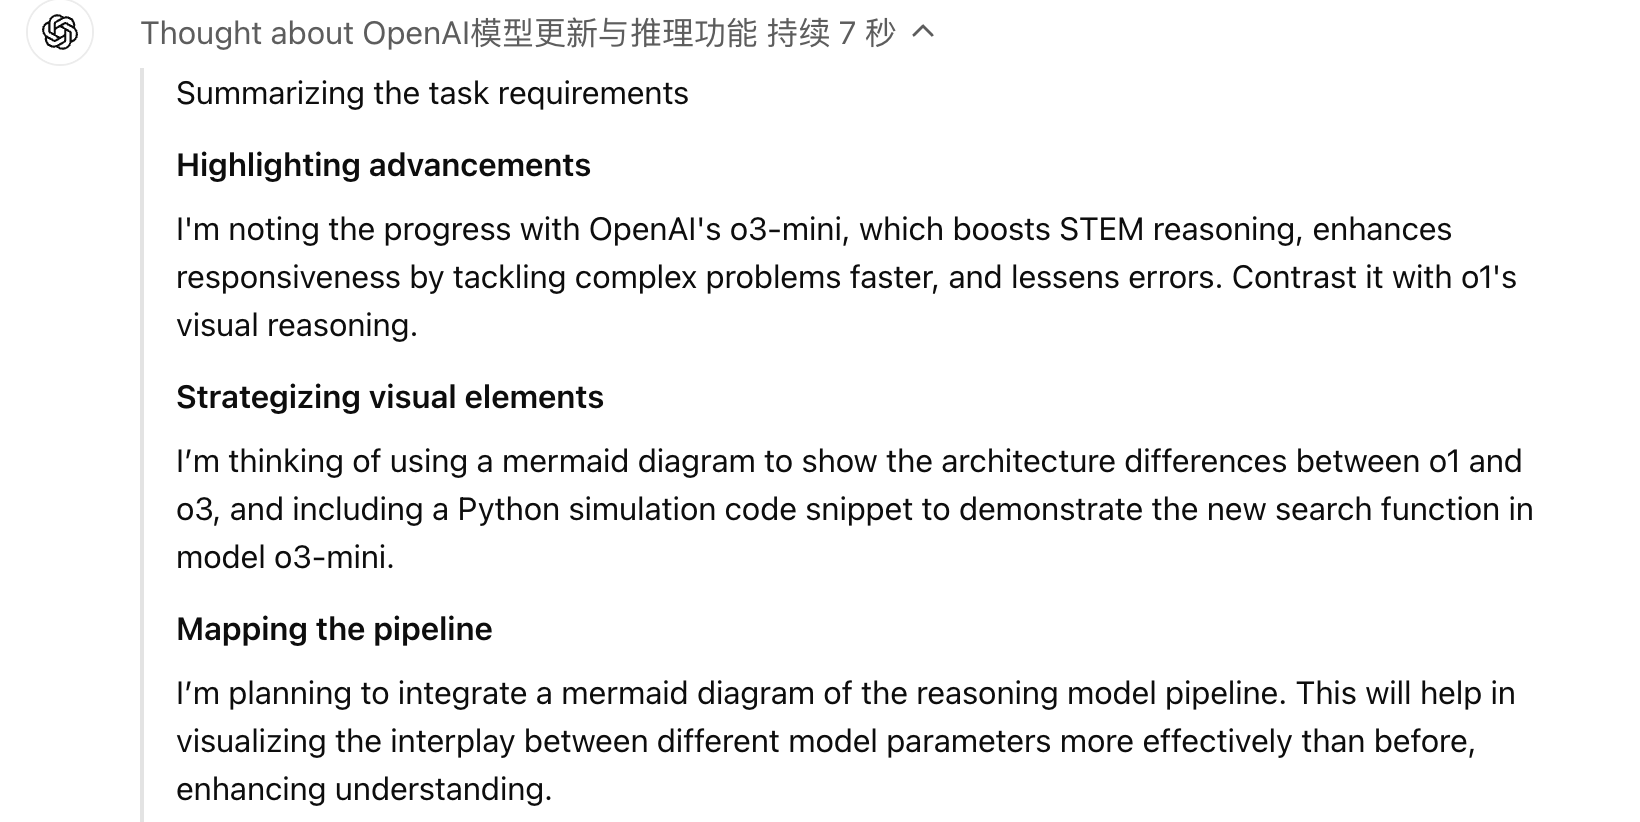 Thought about OpenAI模型更新与推理功能 持续 7 秒
Summarizing the task requirements
Highlighting advancements
I'm noting the progress with OpenAI's o3-mini, which boosts STEM reasoning, enhances
responsiveness by tackling complex problems faster, and lessens errors. Contrast it with o1's
visual reasoning.
Strategizing visual elements
I’m thinking of using a mermaid diagram to show the architecture differences between o1 and
o3, and including a Python simulation code snippet to demonstrate the new search function in
model o3-mini.
Mapping the pipeline
I’m planning to integrate a mermaid diagram of the reasoning model pipeline. This will help in
visualizing the interplay between different model parameters more effectively than before,
enhancing understanding.